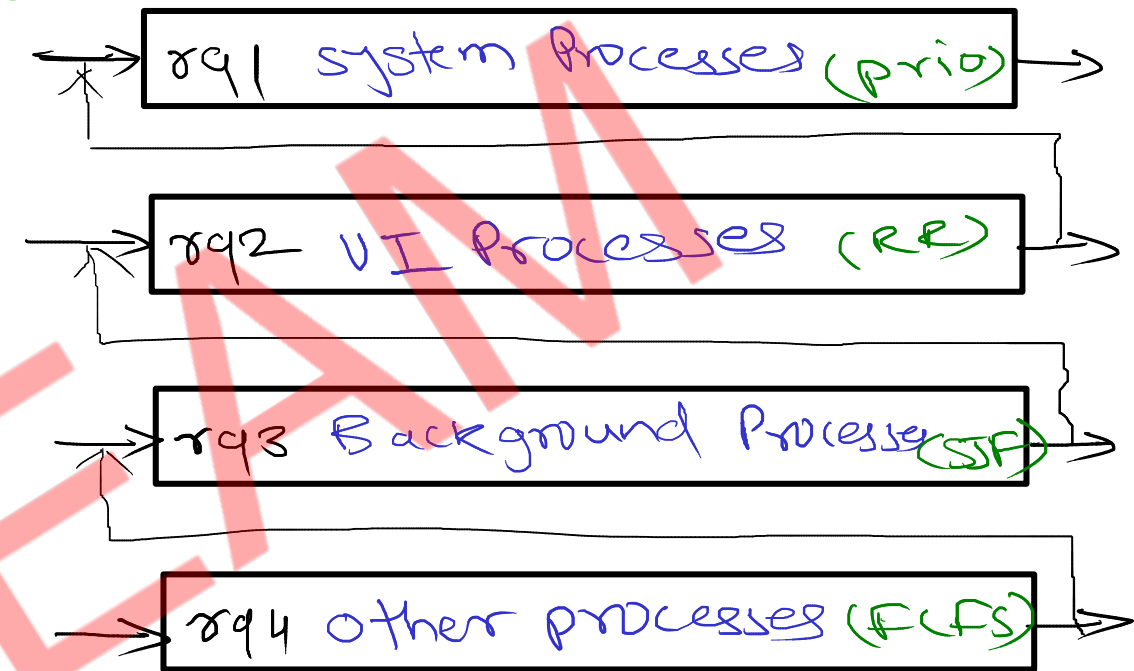 rq1 system Processes (prio)
rq2 UI Processes (RR)
rq3 Background Processes (SJF)
rq4 other processes (FCFS)
EAM